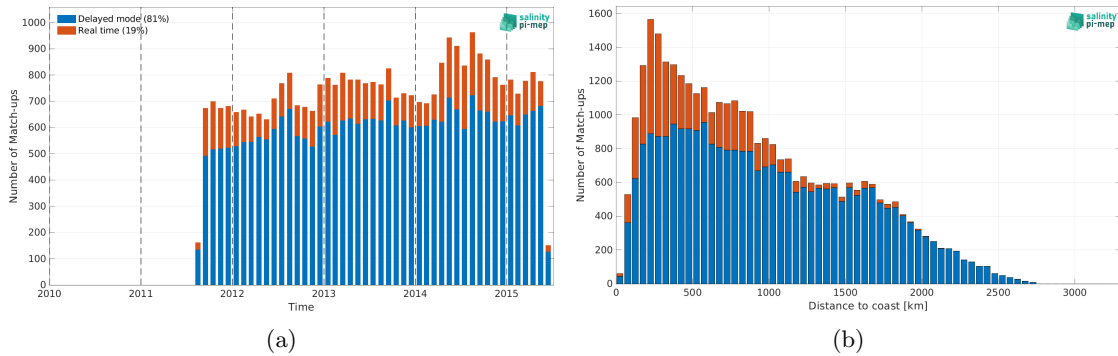 Delayed mode (81%)
Real time (19%)
salinity
pi-mep
Number of Match-ups
1000
900
800
700
600
500
400
300
200
100
0
2010
2011
2012
2013
2014
2015
Time
(a)
salinity
pi-mep
Number of Match-ups
1600
1400
1200
1000
800
600
400
200
0
0
500
1000
1500
2000
2500
3000
Distance to coast [km]
(b)